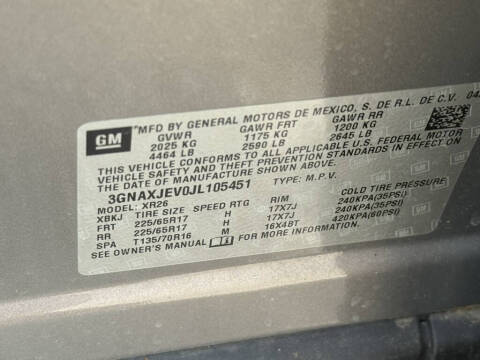 GM MFD BY GENERAL MOTORS DE MEXICO, S. DE R.L. DE C.V.
GVWR GAWR FRT GAWR RR
2025 KG 1175 KG 1200 KG
4464 LB 2590 LB 2645 LB
THIS VEHICLE CONFORMS TO ALL APPLICABLE U.S. FEDERAL MOTOR
VEHICLE SAFETY AND THEFT PREVENTION STANDARDS IN EFFECT ON
THE DATE OF MANUFACTURE SHOWN ABOVE.
3GNAXJEV0JL105451 TYPE: M.P.V.
MODEL: XR26
XBKJ TIRE SIZE SPEED RTG RIM COLD TIRE PRESSURE
FRT 225/65R17 H 17X7J 240KPA(35PSI)
RR 225/65R17 H 17X7J 240KPA(35PSI)
SPA T135/70R16 M 16X4BT 420KPA(60PSI)
SEE OWNER'S MANUAL